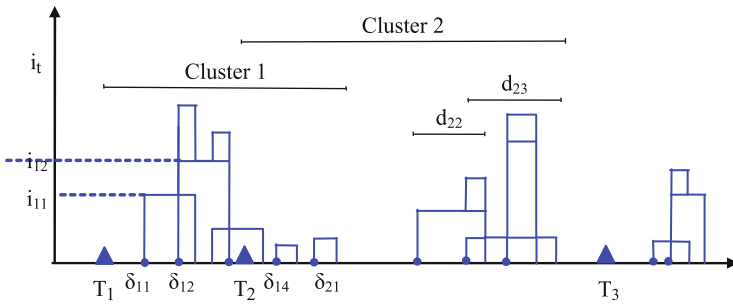 Cluster 2
Cluster 1
i_t
d_23
d_22
i_12
i_11
T_1 δ_11 δ_12 T_2 δ_14 δ_21 T_3